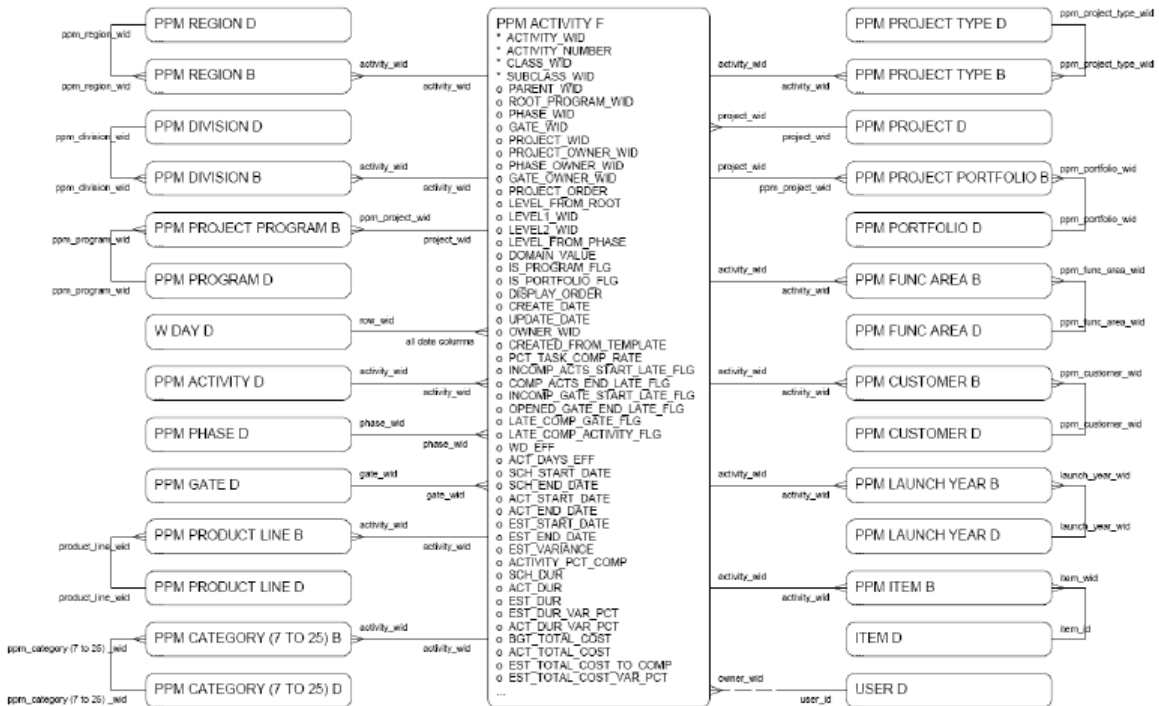 PPM REGION D
...
ppm_region_wid
PPM REGION B
...
ppm_region_wid
activity_wid
activity_wid
PPM DIVISION D
...
ppm_division_wid
PPM DIVISION B
...
ppm_division_wid
activity_wid
activity_wid
PPM PROJECT PROGRAM B
...
ppm_program_wid
ppm_project_wid
project_wid
PPM PROGRAM D
...
ppm_program_wid
W DAY D
...
row_wid
all date columns
PPM ACTIVITY D
...
activity_wid
activity_wid
PPM PHASE D
...
phase_wid
phase_wid
PPM GATE D
...
gate_wid
gate_wid
PPM PRODUCT LINE B
...
product_line_wid
activity_wid
activity_wid
PPM PRODUCT LINE D
...
product_line_wid
PPM CATEGORY (7 TO 25) B
...
ppm_category (7 to 25) _wid
activity_wid
activity_wid
PPM CATEGORY (7 TO 25) D
...
ppm_category (7 to 25) _wid
PPM ACTIVITY F
* ACTIVITY_WID
* ACTIVITY_NUMBER
* CLASS_WID
* SUBCLASS_WID
o PARENT_WID
o ROOT_PROGRAM_WID
o PHASE_WID
o GATE_WID
o PROJECT_WID
o PROJECT_OWNER_WID
o PHASE_OWNER_WID
o GATE_OWNER_WID
o PROJECT_ORDER
o LEVEL_FROM_ROOT
o LEVEL1_WID
o LEVEL2_WID
o LEVEL_FROM_PHASE
o DOMAIN_VALUE
o IS_PROGRAM_FLG
o IS_PORTFOLIO_FLG
o DISPLAY_ORDER
o CREATE_DATE
o UPDATE_DATE
o OWNER_WID
o CREATED_FROM_TEMPLATE
o PCT_TASK_COMP_RATE
o INCOMP_ACTS_START_LATE_FLG
o COMP_ACTS_END_LATE_FLG
o INCOMP_GATE_START_LATE_FLG
o OPENED_GATE_END_LATE_FLG
o LATE_COMP_GATE_FLG
o LATE_COMP_ACTIVITY_FLG
o WD_EFF
o ACT_DAYS_EFF
o SCH_START_DATE
o SCH_END_DATE
o ACT_START_DATE
o ACT_END_DATE
o EST_START_DATE
o EST_END_DATE
o EST_VARIANCE
o ACTIVITY_PCT_COMP
o SCH_DUR
o ACT_DUR
o EST_DUR
o EST_DUR_VAR_PCT
o ACT_DUR_VAR_PCT
o BGT_TOTAL_COST
o ACT_TOTAL_COST
o EST_TOTAL_COST_TO_COMP
o EST_TOTAL_COST_VAR_PCT
...
PPM PROJECT TYPE D
...
ppm_project_type_wid
activity_wid
activity_wid
PPM PROJECT TYPE B
...
ppm_project_type_wid
project_wid
project_wid
PPM PROJECT D
...
project_wid
ppm_project_wid
PPM PROJECT PORTFOLIO B
...
ppm_portfolio_wid
PPM PORTFOLIO D
...
ppm_portfolio_wid
activity_wid
activity_wid
PPM FUNC AREA B
...
ppm_func_area_wid
PPM FUNC AREA D
...
ppm_func_area_wid
activity_wid
activity_wid
PPM CUSTOMER B
...
ppm_customer_wid
PPM CUSTOMER D
...
ppm_customer_wid
activity_wid
activity_wid
PPM LAUNCH YEAR B
...
launch_year_wid
PPM LAUNCH YEAR D
...
launch_year_wid
activity_wid
activity_wid
PPM ITEM B
...
item_wid
ITEM D
...
item_id
owner_wid
user_id
USER D
...